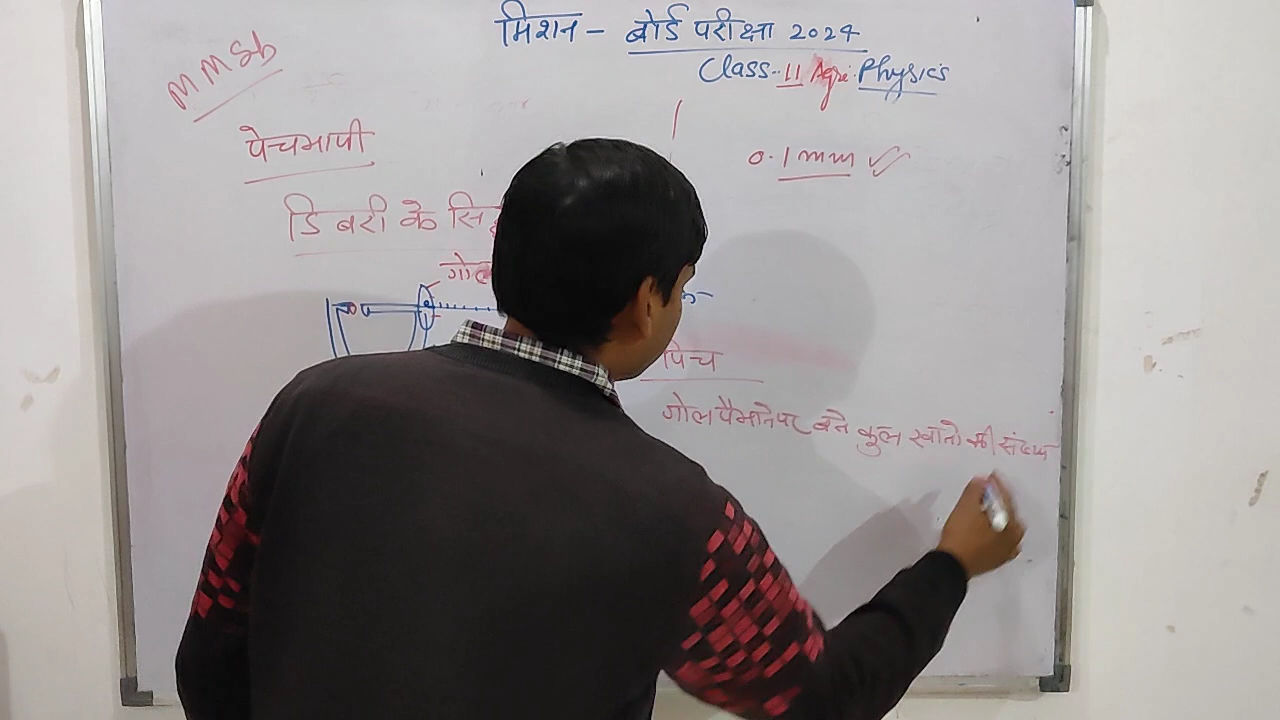 मिशन - बोर्ड परीक्षा 2024
Class - 11 Agri Physics
MMSb
पेचमापी
0.1 mm
डिबरी के
पिच
गोल पैमाने पर बने कुल खानो की संख्या